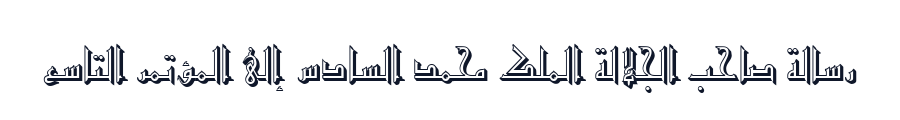 رسالة صاحب الجلالة الملك محمد السادس إلى المؤتمر التاسع